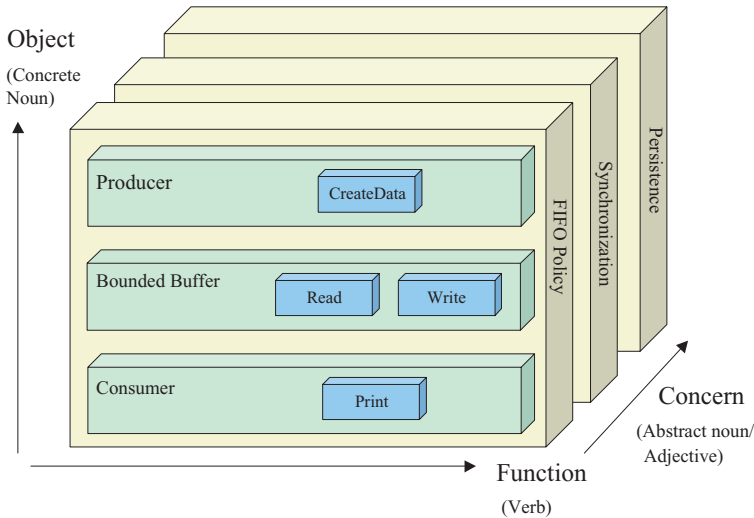 Object
(Concrete
Noun)
Producer
CreateData
Bounded Buffer
Read
Write
Consumer
Print
FIFO Policy
Synchronization
Persistence
Concern
(Abstract noun/
Adjective)
Function
(Verb)